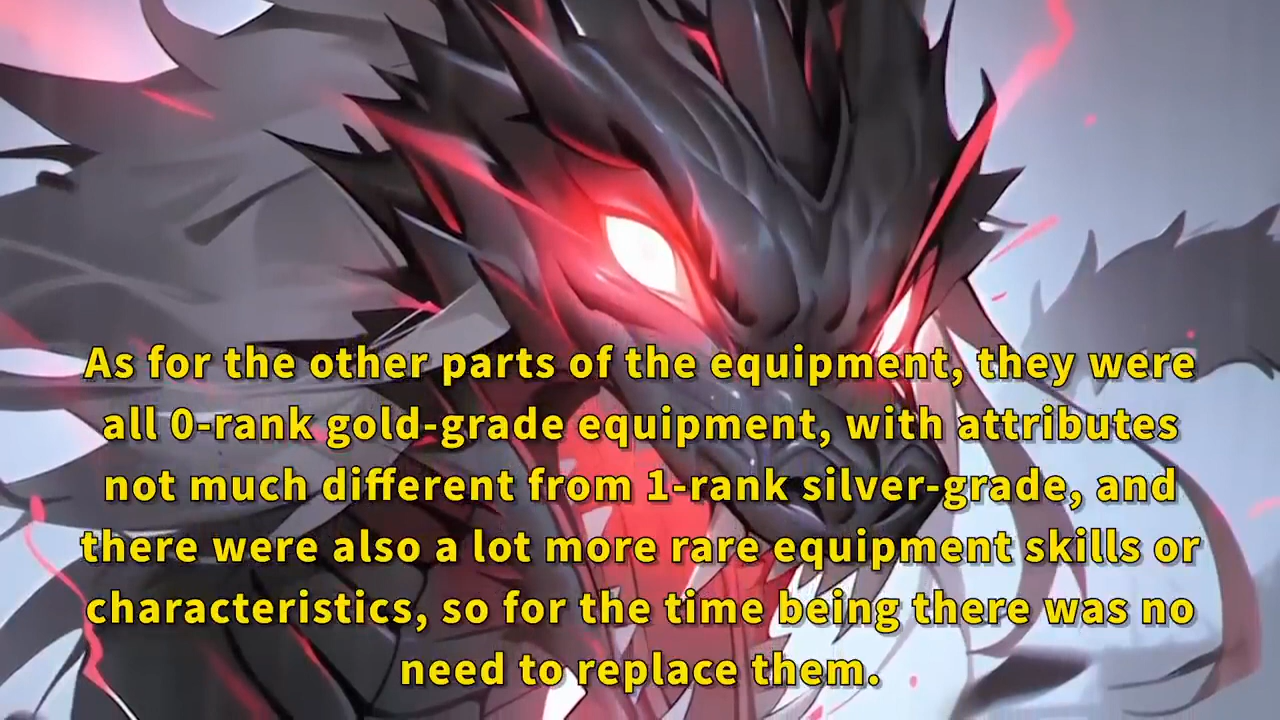 As for the other parts of the equipment, they were
all 0-rank gold-grade equipment, with attributes
not much different from 1-rank silver-grade, and
there were also a lot more rare equipment skills or
characteristics, so for the time being there was no
need to replace them.